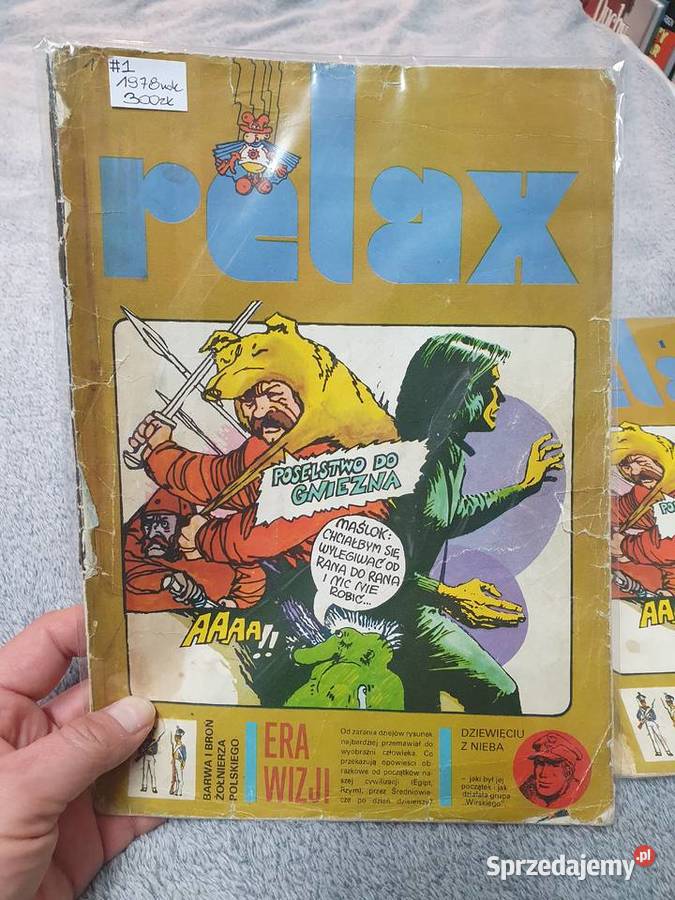 #1
1978 rok
300zł
relax
POSELSTWO DO
GNIEZNA
MAŚLOK:
CHCIAŁBYM SIĘ
WYLEGIWAĆ OD
RANA DO RANA
I NIC NIE
ROBIĆ...
AAAA!!
BARWA I BROŃ
ŻOŁNIERZA
POLSKIEGO
ERA
WIZJI
Od zarania dziejów rysunek
najbardziej przemawiał do
wyobraźni człowieka. Co
przekazują opowieści ob-
razkowe od początków na-
szej cywilizacji (Egipt,
Rzym), przez Średniowie-
cze po dzień dzisiejszy?
DZIEWIĘCIU
Z NIEBA
– jaki był jej
początek i jak
działała grupa
"Wirskiego"
Sprzedajemy.pl